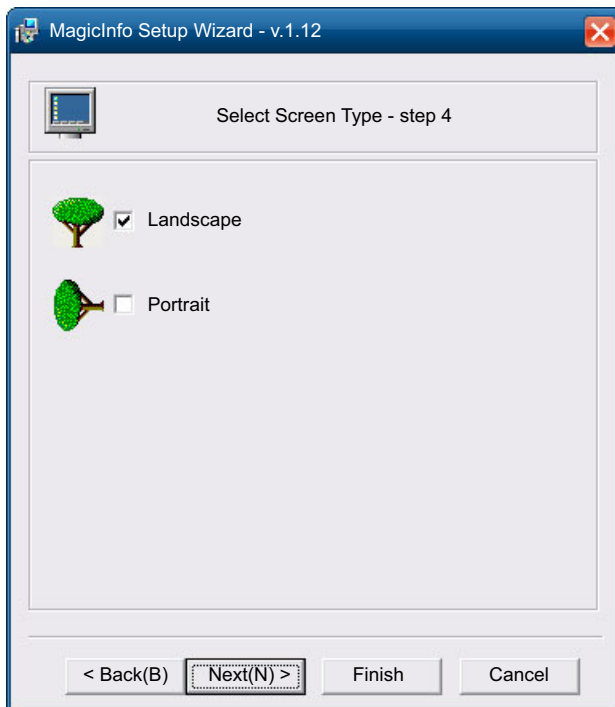 MagicInfo Setup Wizard - v.1.12
Select Screen Type - step 4
Landscape
Portrait
< Back(B) Next(N) > Finish Cancel